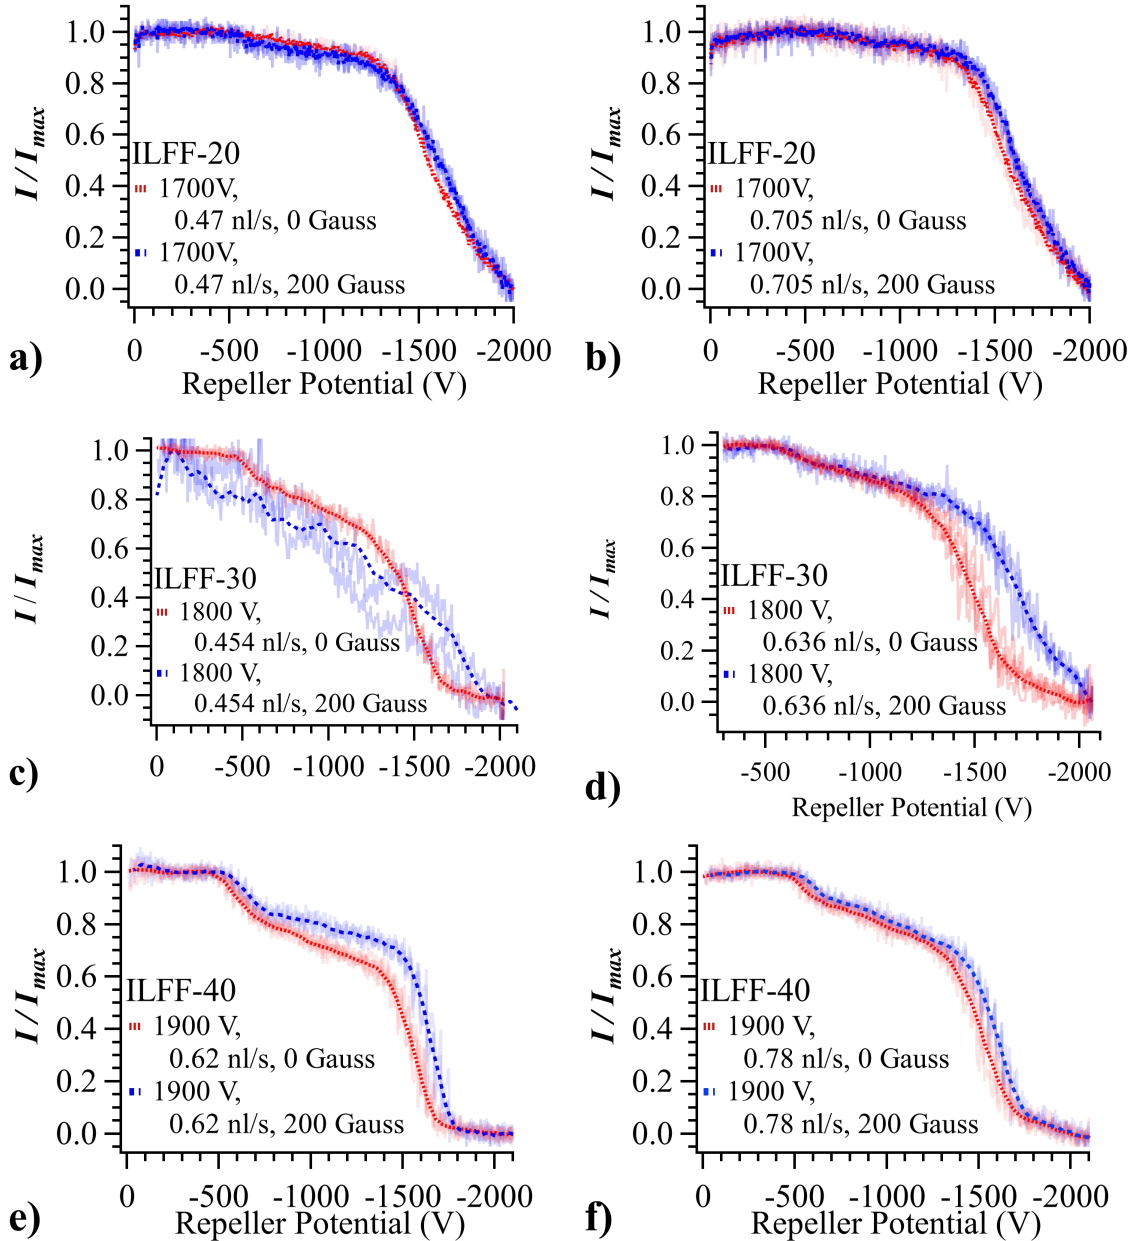 I / Imax
1.0
0.8
0.6
0.4
0.2
0.0
ILFF-20
1700V,
0.47 nl/s, 0 Gauss
1700V,
0.47 nl/s, 200 Gauss
0 -500 -1000 -1500 -2000
a)
Repeller Potential (V)
I / Imax
1.0
0.8
0.6
0.4
0.2
0.0
ILFF-20
1700V,
0.705 nl/s, 0 Gauss
1700V,
0.705 nl/s, 200 Gauss
0 -500 -1000 -1500 -2000
b)
Repeller Potential (V)
I / Imax
1.0
0.8
0.6
0.4
0.2
0.0
ILFF-30
1800 V,
0.454 nl/s, 0 Gauss
1800 V,
0.454 nl/s, 200 Gauss
0 -500 -1000 -1500 -2000
c)
I / Imax
1.0
0.8
0.6
0.4
0.2
0.0
ILFF-30
1800 V,
0.636 nl/s, 0 Gauss
1800 V,
0.636 nl/s, 200 Gauss
-500 -1000 -1500 -2000
d)
Repeller Potential (V)
I / Imax
1.0
0.8
0.6
0.4
0.2
0.0
ILFF-40
1900 V,
0.62 nl/s, 0 Gauss
1900 V,
0.62 nl/s, 200 Gauss
0 -500 -1000 -1500 -2000
e)
Repeller Potential (V)
I / Imax
1.0
0.8
0.6
0.4
0.2
0.0
ILFF-40
1900 V,
0.78 nl/s, 0 Gauss
1900 V,
0.78 nl/s, 200 Gauss
0 -500 -1000 -1500 -2000
f)
Repeller Potential (V)